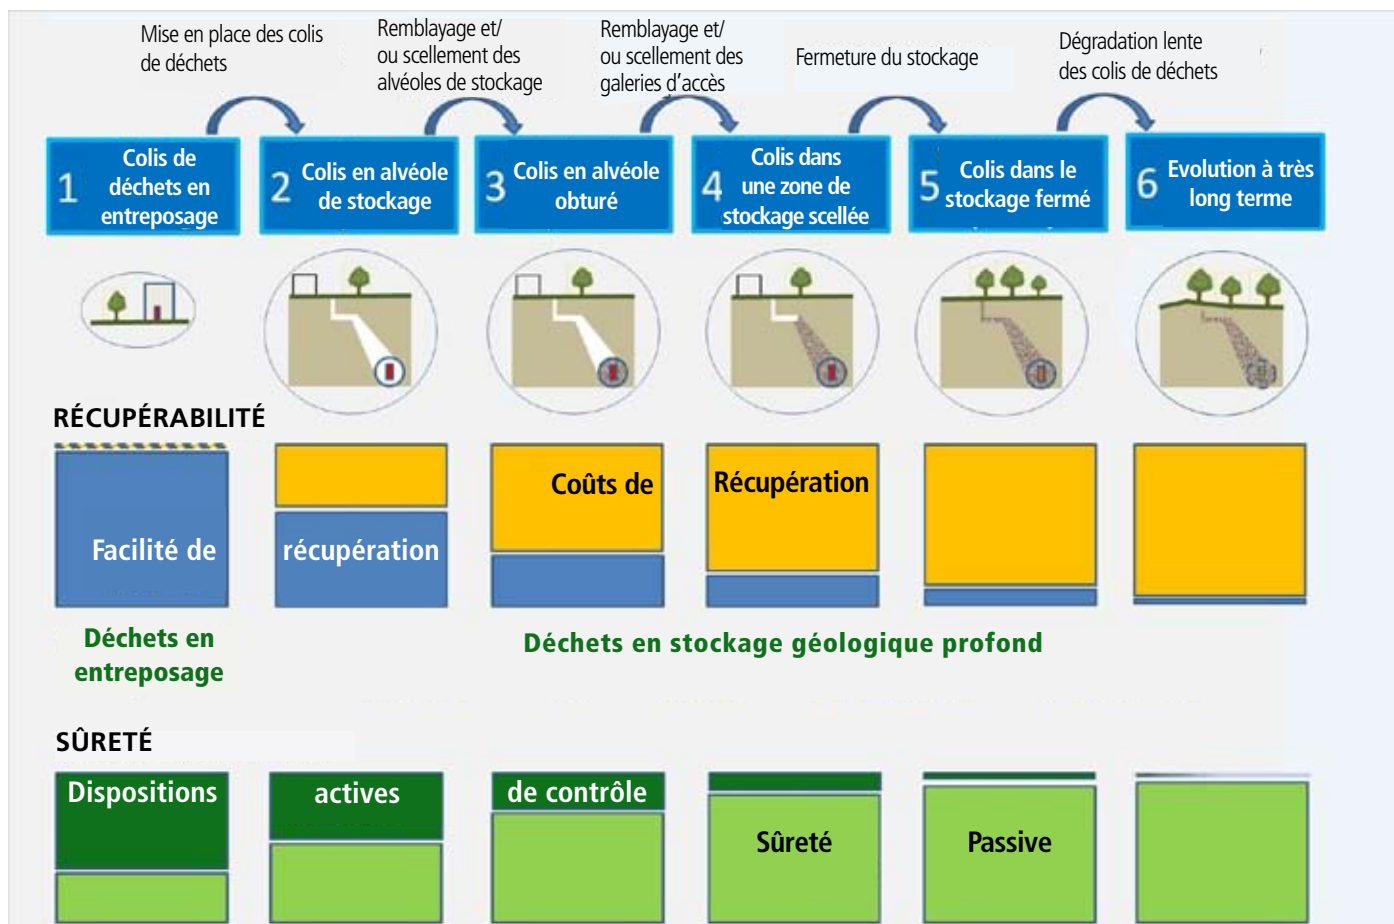 Mise en place des colis
de déchets
Remblayage et/
ou scellement des
alvéoles de stockage
Remblayage et/
ou scellement des
galeries d'accès
Fermeture du stockage
Dégradation lente
des colis de déchets
1
Colis de
déchets en
entreposage
2
Colis en alvéole
de stockage
3
Colis en alvéole
obturé
4
Colis dans
une zone de
stockage scellée
5
Colis dans le
stockage fermé
6
Evolution à très
long terme
RÉCUPÉRABILITÉ
Coûts de Récupération
Facilité de récupération
Déchets en
entreposage
Déchets en stockage géologique profond
SÛRETÉ
Dispositions actives de contrôle
Sûreté Passive